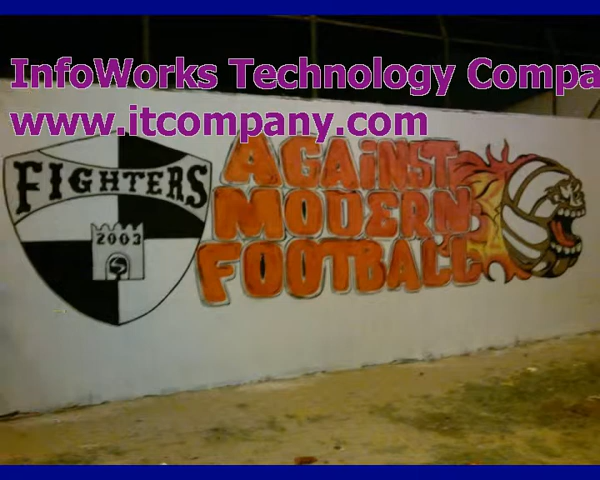 InfoWorks Technology Compa
www.itcompany.com
FIGHTERS
2003
AGAiNST
MODERN
FOOTBALL